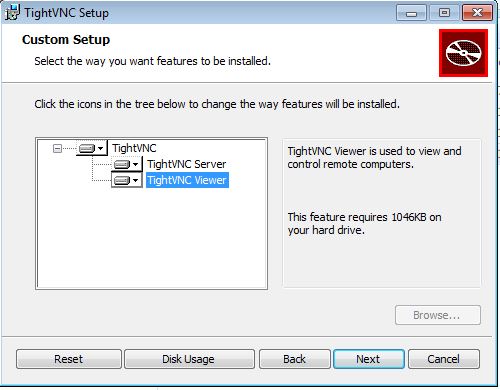 TightVNC Setup
Custom Setup
Select the way you want features to be installed.
Click the icons in the tree below to change the way features will be installed.
TightVNC
TightVNC Server
TightVNC Viewer
TightVNC Viewer is used to view and
control remote computers.
This feature requires 1046KB on
your hard drive.
Browse...
Reset
Disk Usage
Back
Next
Cancel